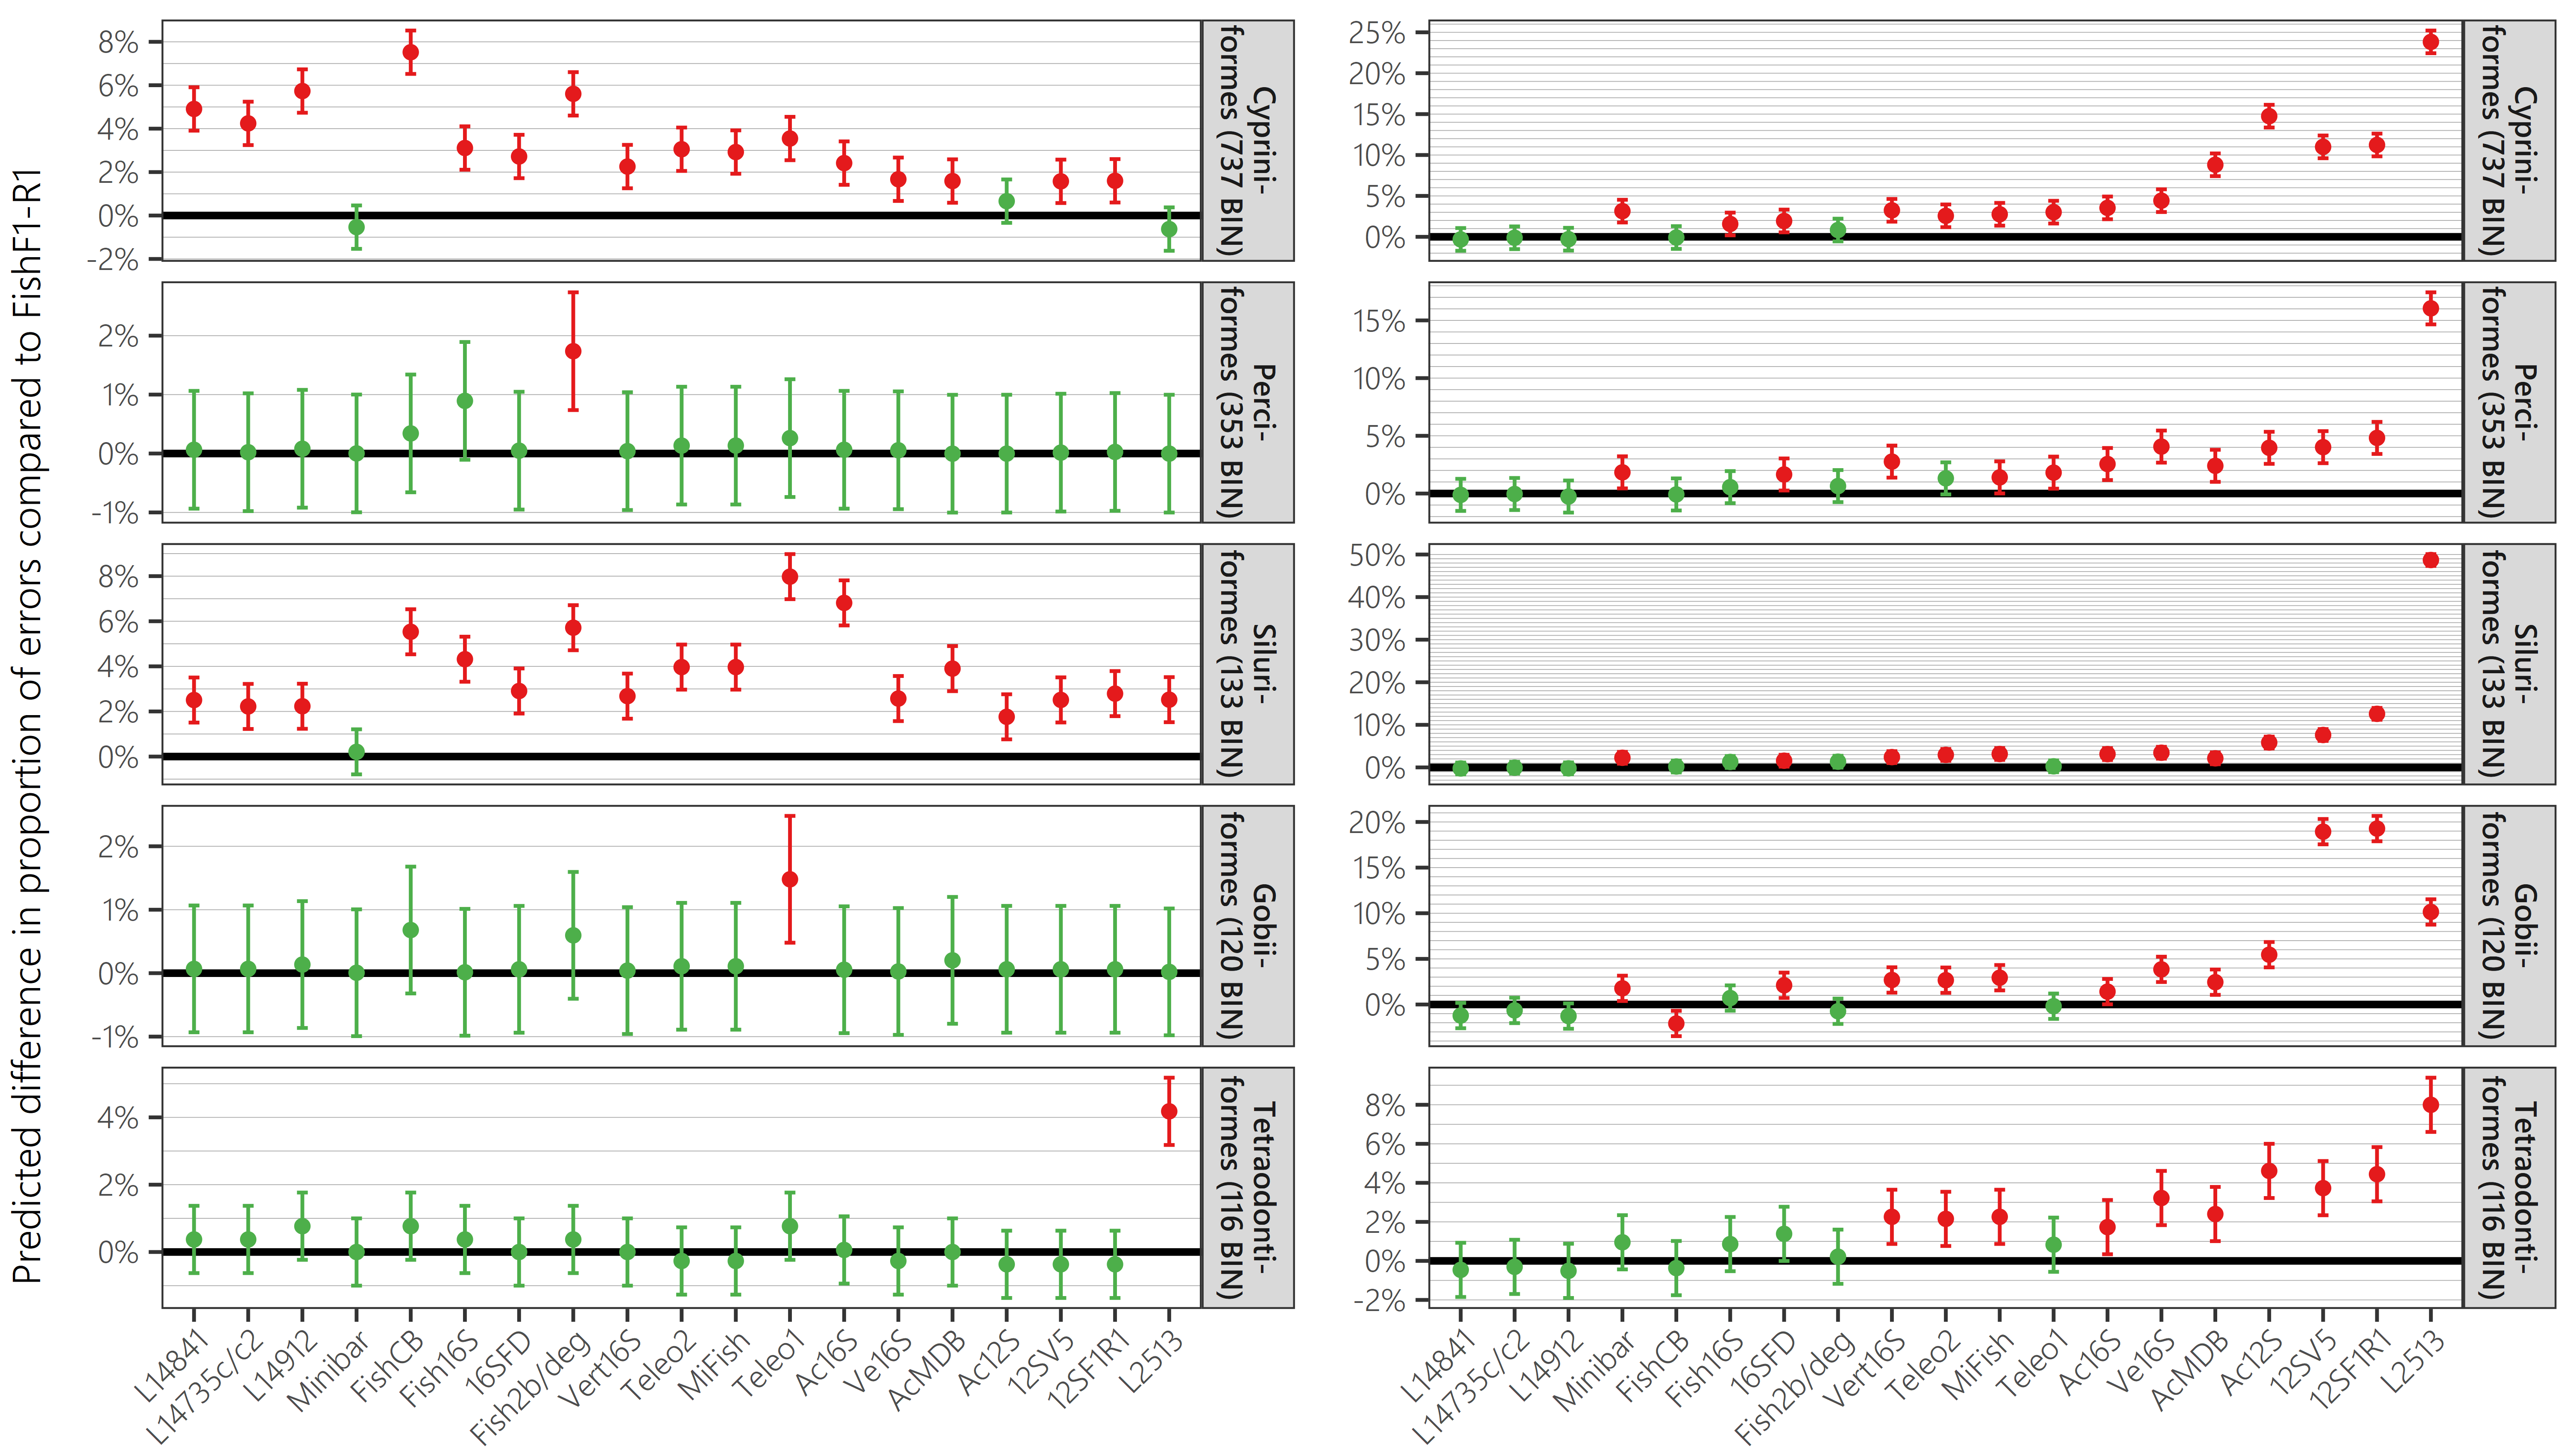 Predicted difference in proportion of errors compared to FishF1-R1
8%
6%
4%
2%
0%
-2%
Cyprini-
formes (737 BIN)
25%
20%
15%
10%
5%
0%
Cyprini-
formes (737 BIN)
2%
1%
0%
-1%
Perci-
formes (353 BIN)
15%
10%
5%
0%
Perci-
formes (353 BIN)
8%
6%
4%
2%
0%
Siluri-
formes (133 BIN)
50%
40%
30%
20%
10%
0%
Siluri-
formes (133 BIN)
2%
1%
0%
-1%
Gobii-
formes (120 BIN)
20%
15%
10%
5%
0%
Gobii-
formes (120 BIN)
4%
2%
0%
Tetraodonti-
formes (116 BIN)
8%
6%
4%
2%
0%
-2%
Tetraodonti-
formes (116 BIN)
L14841
L14735c/c2
L14912
Minibar
FishCB
Fish16S
16SFD
Fish2b/deg
Vert16S
Teleo2
MiFish
Teleo1
Ac16S
Ve16S
AcMDB
Ac12S
12SV5
12SF1R1
L2513
L14841
L14735c/c2
L14912
Minibar
FishCB
Fish16S
16SFD
Fish2b/deg
Vert16S
Teleo2
MiFish
Teleo1
Ac16S
Ve16S
AcMDB
Ac12S
12SV5
12SF1R1
L2513